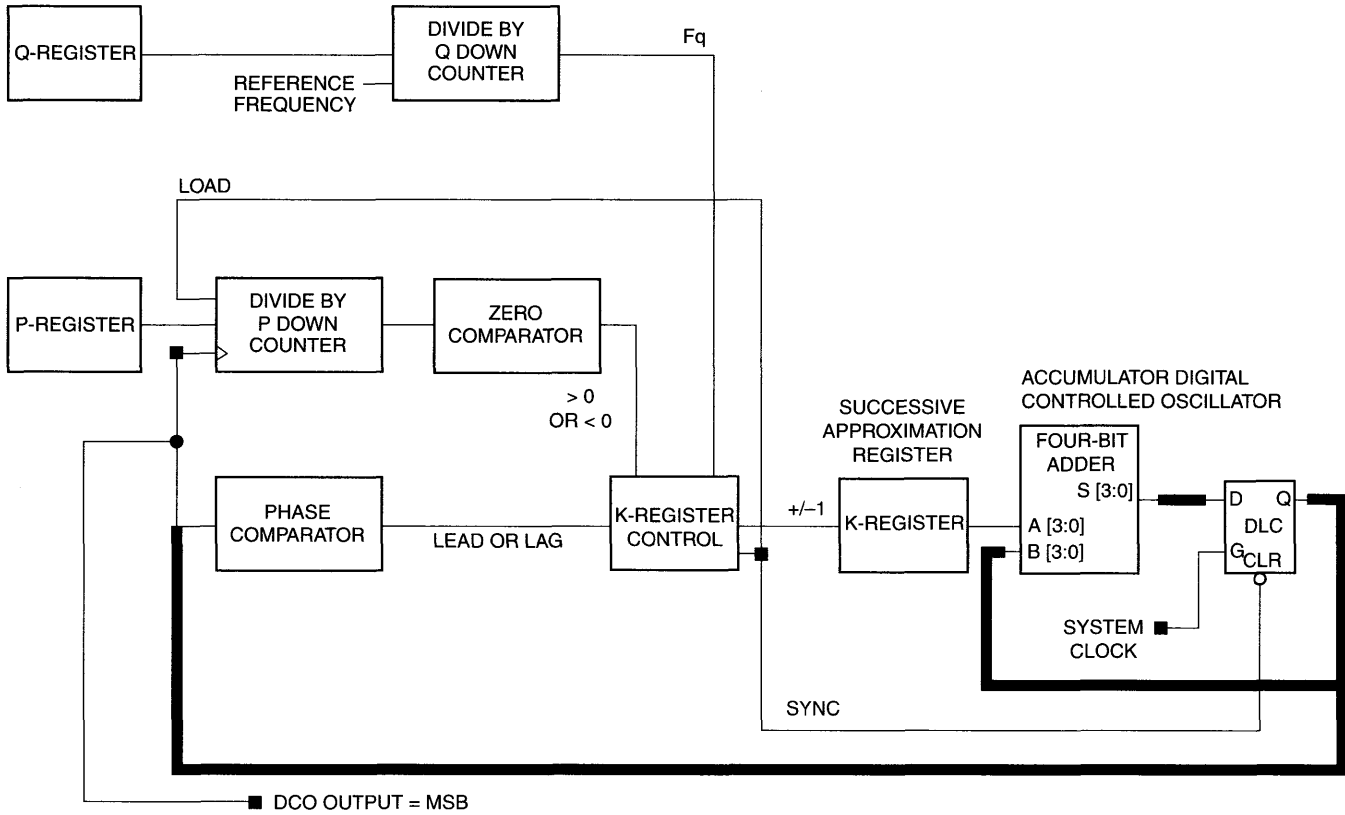 Q-REGISTER
DIVIDE BY
Q DOWN
COUNTER
Fq
REFERENCE
FREQUENCY
LOAD
P-REGISTER
DIVIDE BY
P DOWN
COUNTER
ZERO
COMPARATOR
> 0
OR < 0
PHASE
COMPARATOR
LEAD OR LAG
K-REGISTER
CONTROL
+/−1
SUCCESSIVE
APPROXIMATION
REGISTER
K-REGISTER
ACCUMULATOR DIGITAL
CONTROLLED OSCILLATOR
FOUR-BIT
ADDER
S [3:0]
A [3:0]
B [3:0]
D Q
DLC
G
CLR
SYSTEM
CLOCK
SYNC
DCO OUTPUT = MSB